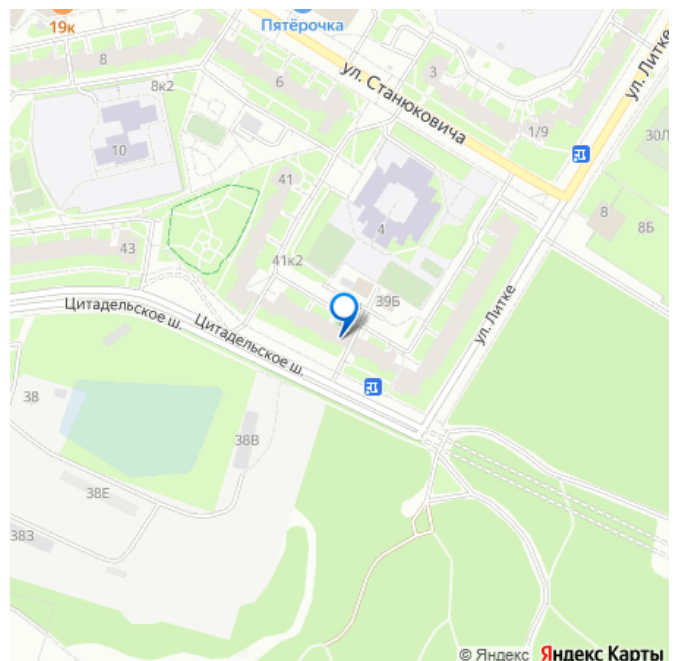 19к
Пятёрочка
8
8к2
6
ул. Станюковича
3
ул. Литке
1/9
30Л
10
41
4
8
8Б
43
41к2
39Б
Цитадельское ш.
Цитадельское ш.
ул. Литке
38
38В
38Е
383
© Яндекс
Яндекс Карты